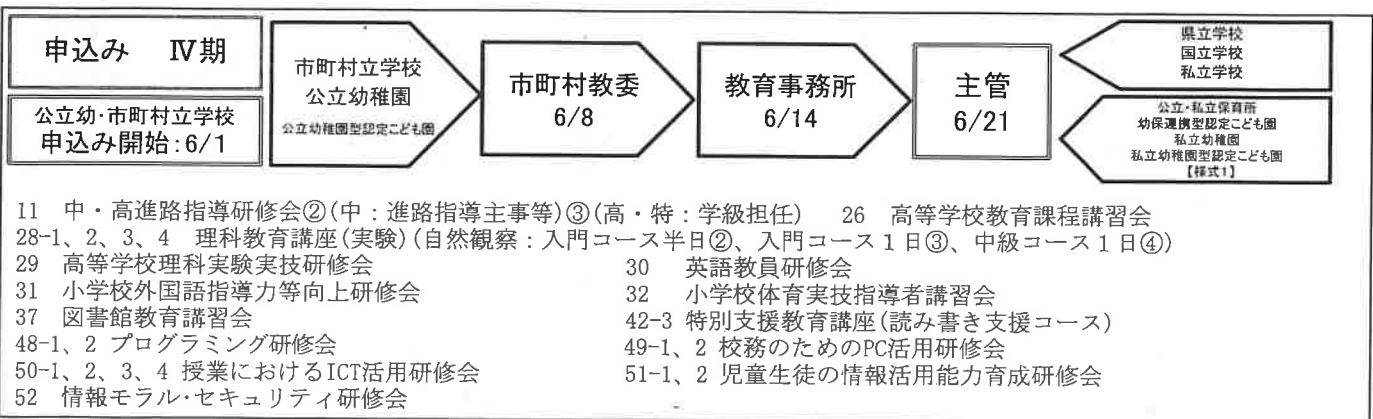 申込み　Ⅳ期
公立幼・市町村立学校
申込み開始：6/1
市町村立学校
公立幼稚園
公立幼稚園型認定こども園
市町村教委
6/8
教育事務所
6/14
主管
6/21
県立学校
国立学校
私立学校
公立・私立保育所
幼保連携型認定こども園
私立幼稚園
私立幼稚園型認定こども園
【様式1】
11　中・高進路指導研修会②(中：進路指導主事等)③(高・特：学級担任)　26　高等学校教育課程講習会
28-1、2、3、4　理科教育講座(実験)(自然観察：入門コース半日②、入門コース1日③、中級コース1日④)
29　高等学校理科実験実技研修会　30　英語教員研修会
31　小学校外国語指導力等向上研修会　32　小学校体育実技指導者講習会
37　図書館教育講習会　42-3 特別支援教育講座(読み書き支援コース)
48-1、2 プログラミング研修会　49-1、2 校務のためのPC活用研修会
50-1、2、3、4 授業におけるICT活用研修会　51-1、2 児童生徒の情報活用能力育成研修会
52　情報モラル・セキュリティ研修会